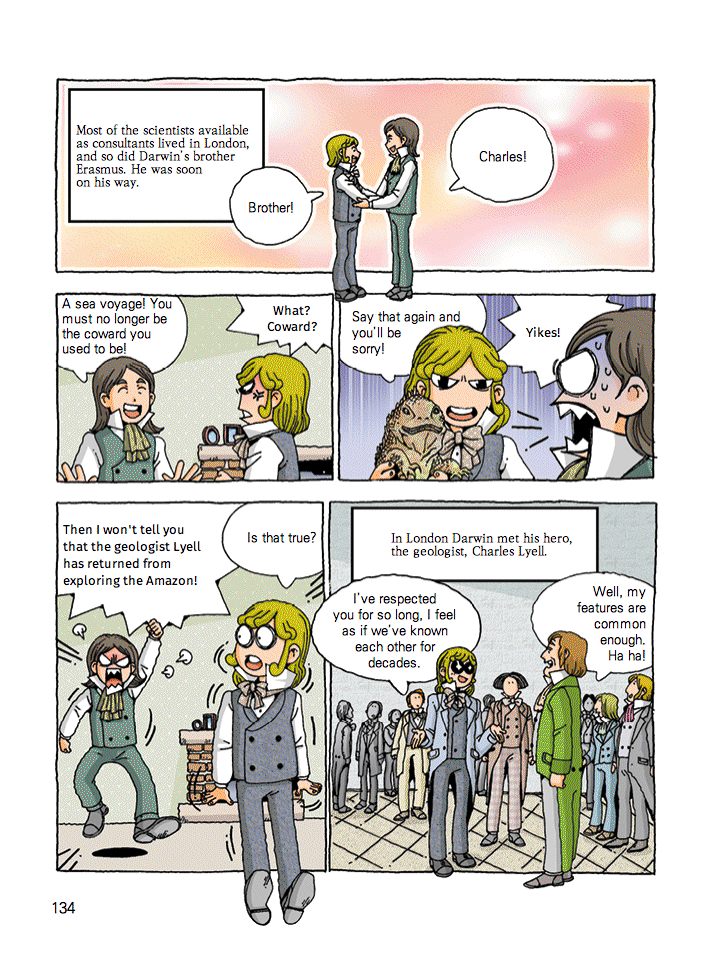 Most of the scientists available
as consultants lived in London,
and so did Darwin's brother
Erasmus. He was soon
on his way.
Brother!
Charles!
A sea voyage! You
must no longer be
the coward you
used to be!
What?
Coward?
Say that again and
you'll be
sorry!
Yikes!
Then I won't tell you
that the geologist Lyell
has returned from
exploring the Amazon!
Is that true?
In London Darwin met his hero,
the geologist, Charles Lyell.
I've respected
you for so long, I feel
as if we've known
each other for
decades.
Well, my
features are
common
enough.
Ha ha!
134